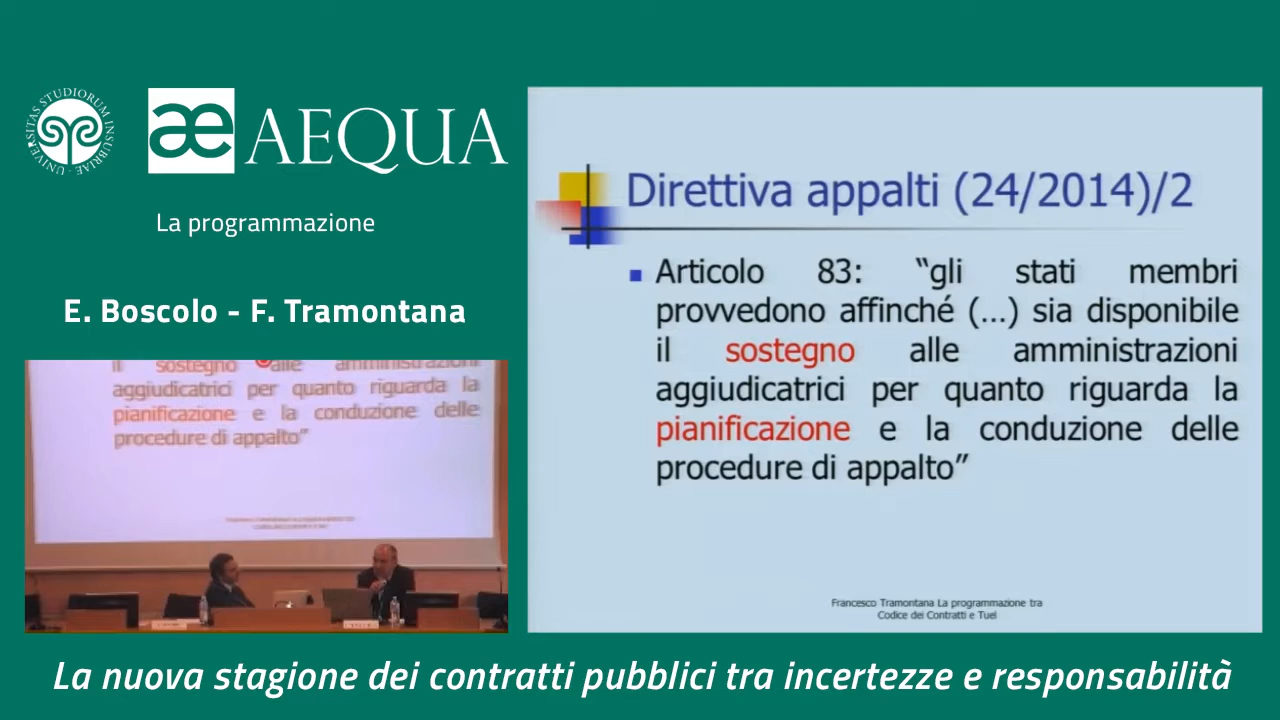 UNIVERSITAS STUDIORUM INSUBRIAE
æ AEQUA
La programmazione
E. Boscolo - F. Tramontana
il sostegno alle amministrazioni
aggiudicatrici per quanto riguarda la
pianificazione e la conduzione delle
procedure di appalto”
Direttiva appalti (24/2014)/2
Articolo 83: “gli stati membri
provvedono affinché (…) sia disponibile
il sostegno alle amministrazioni
aggiudicatrici per quanto riguarda la
pianificazione e la conduzione delle
procedure di appalto”
Francesco Tramontana La programmazione tra
Codice dei Contratti e Tuel
La nuova stagione dei contratti pubblici tra incertezze e responsabilità